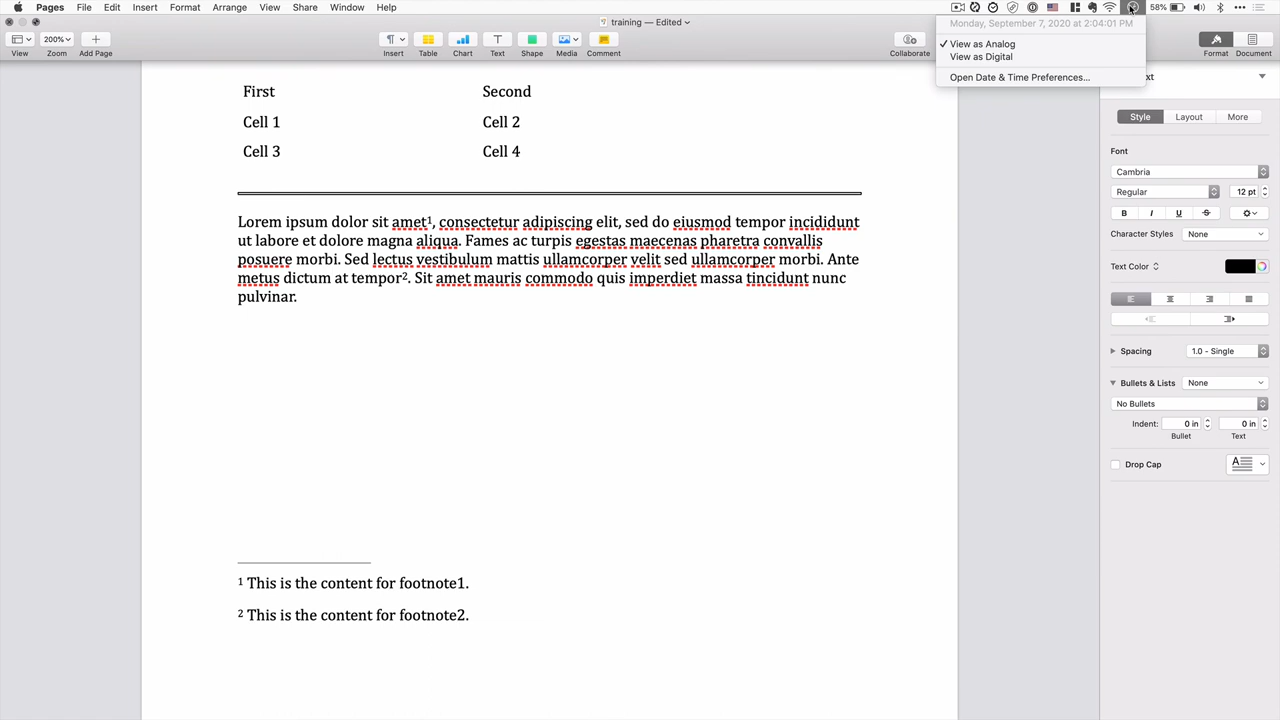 Pages File Edit Insert Format Arrange View Share Window Help
58%
training — Edited
200%
View Zoom Add Page
Insert Table Chart Shape Text Media Comment
Collaborate
Format Document
Monday, September 7, 2020 at 2:04:01 PM
✓ View as Analog
View as Digital
Open Date & Time Preferences...
First Second
Cell 1 Cell 2
Cell 3 Cell 4
Lorem ipsum dolor sit amet¹, consectetur adipiscing elit, sed do eiusmod tempor incididunt
ut labore et dolore magna aliqua. Fames ac turpis egestas maecenas pharetra convallis
posuere morbi. Sed lectus vestibulum mattis ullamcorper velit sed ullamcorper morbi. Ante
metus dictum at tempor². Sit amet mauris commodo quis imperdiet massa tincidunt nunc
pulvinar.
¹ This is the content for footnote1.
² This is the content for footnote2.
xt
Style Layout More
Font
Cambria
Regular 12 pt
B I U S
Character Styles None
Text Color
Spacing 1.0 - Single
Bullets & Lists None
No Bullets
Indent: 0 in 0 in
Bullet Text
Drop Cap